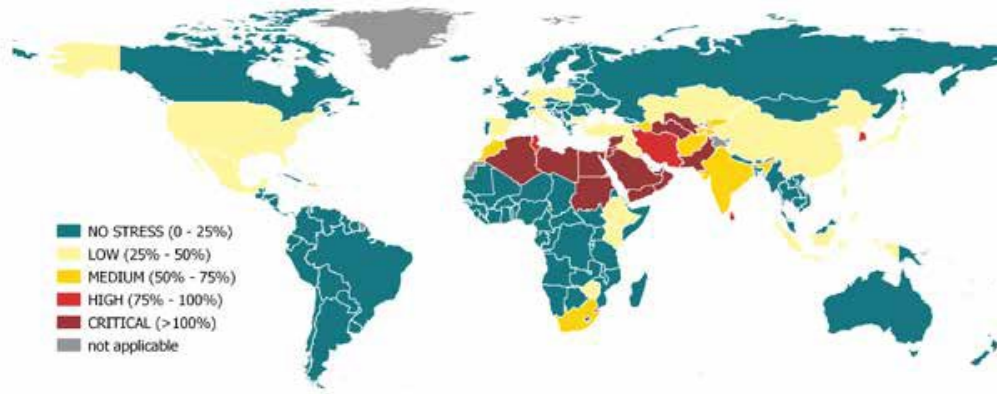 NO STRESS (0 - 25%)
LOW (25% - 50%)
MEDIUM (50% - 75%)
HIGH (75% - 100%)
CRITICAL (>100%)
not applicable